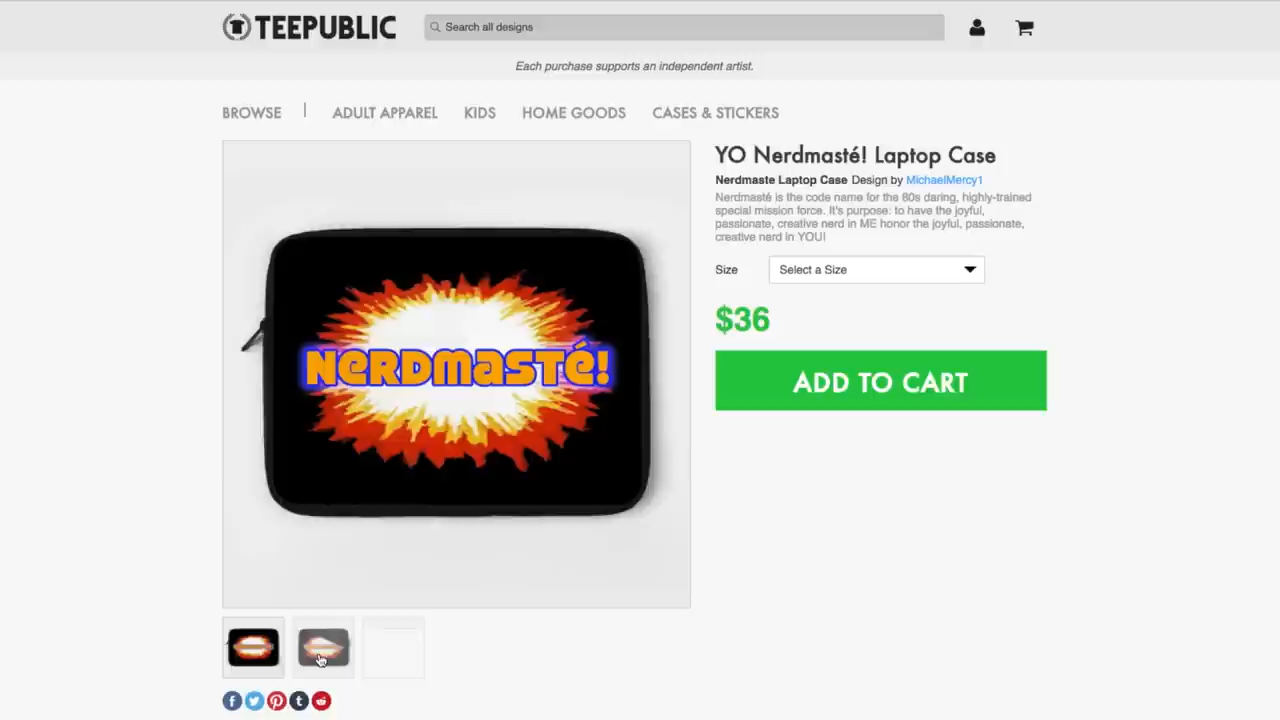 TEEPUBLIC
Search all designs
Each purchase supports an independent artist.
BROWSE | ADULT APPAREL KIDS HOME GOODS CASES & STICKERS
YO Nerdmasté! Laptop Case
Nerdmaste Laptop Case Design by MichaelMercy1
Nerdmasté is the code name for the 80s daring, highly-trained
special mission force. It's purpose: to have the joyful,
passionate, creative nerd in ME honor the joyful, passionate,
creative nerd in YOU!
Size Select a Size
$36
ADD TO CART
NERDMASTÉ!